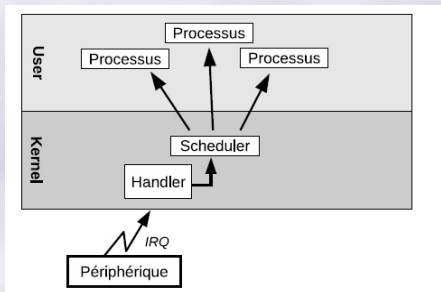 User
Processus
Processus
Processus
Kernel
Scheduler
Handler
IRQ
Périphérique